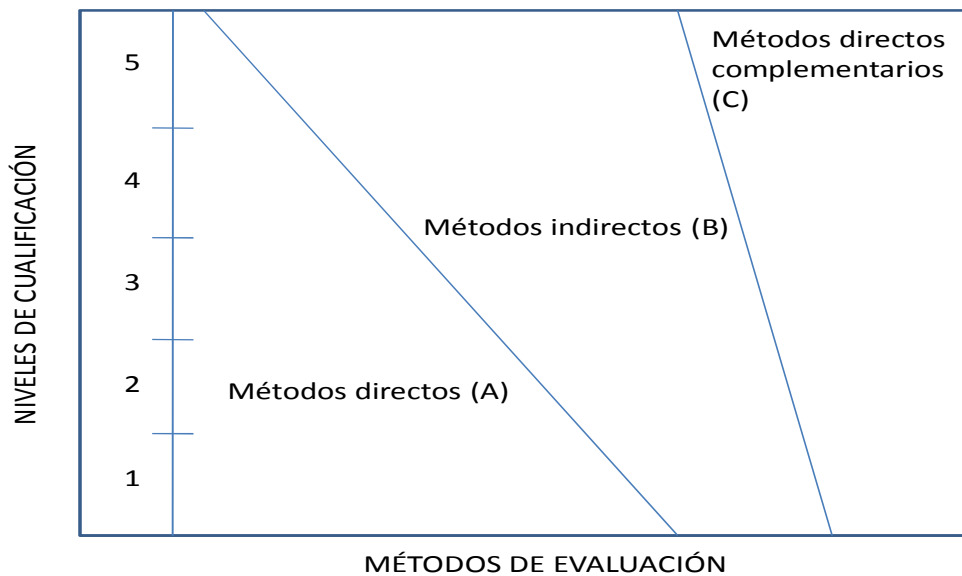 NIVELES DE CUALIFICACIÓN
5
4
3
2
1
Métodos directos
complementarios
(C)
Métodos indirectos (B)
Métodos directos (A)
MÉTODOS DE EVALUACIÓN